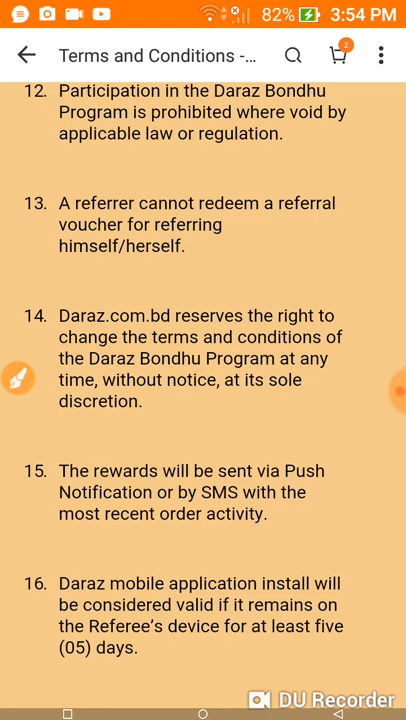 82% 3:54 PM
Terms and Conditions -...
2
12. Participation in the Daraz Bondhu
Program is prohibited where void by
applicable law or regulation.
13. A referrer cannot redeem a referral
voucher for referring
himself/herself.
14. Daraz.com.bd reserves the right to
change the terms and conditions of
the Daraz Bondhu Program at any
time, without notice, at its sole
discretion.
15. The rewards will be sent via Push
Notification or by SMS with the
most recent order activity.
16. Daraz mobile application install will
be considered valid if it remains on
the Referee's device for at least five
(05) days.
DU Recorder